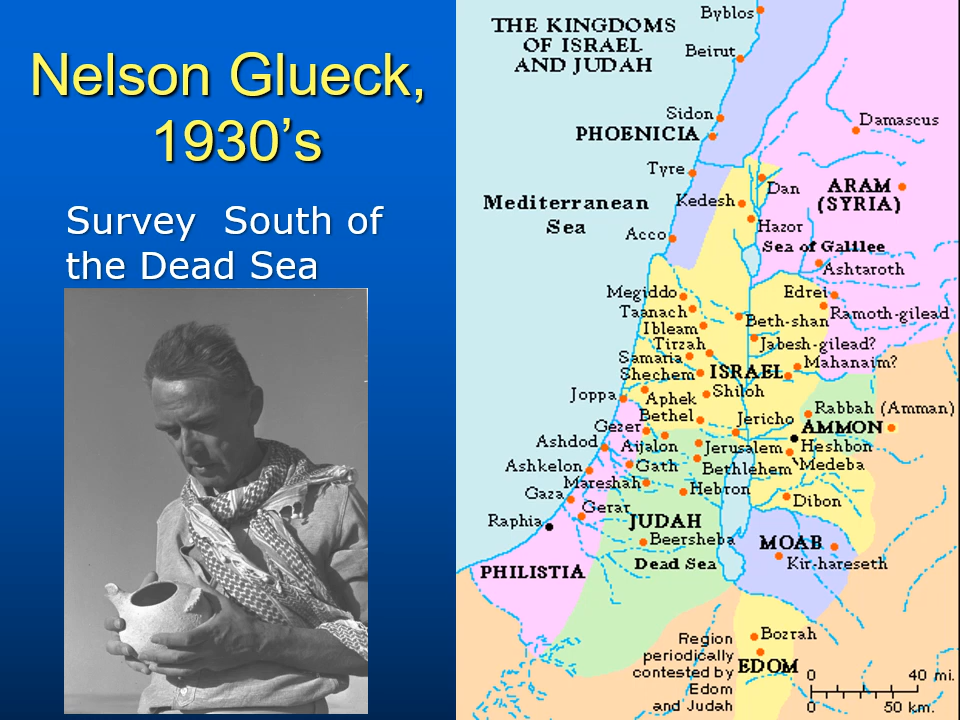 Nelson Glueck,
1930’s
Survey  South of
the Dead Sea
THE KINGDOMS
OF ISRAEL
AND JUDAH
Byblos
Beirut
Sidon
PHOENICIA
Damascus
Tyre
Dan
ARAM
(SYRIA)
Kedesh
Mediterranean
Sea
Hazor
Acco
Sea of Galilee
Ashtaroth
Megiddo
Edrei
Taanach
Ramoth-gilead
Beth-shan
Ibleam
Tirzah
Jabesh-gilead?
Samaria
Mahanaim?
Shechem
ISRAEL
Joppa
Shiloh
Aphek
Rabbah (Amman)
Bethel
Jericho
Gezer
AMMON
Ashdod
Aijalon
Jerusalem
Heshbon
Ashkelon
Gath
Bethlehem
Medeba
Mareshah
Hebron
Gaza
Dibon
Gerar
Raphia
JUDAH
Beersheba
MOAB
Dead Sea
Kir-hareseth
PHILISTIA
Region
periodically
contested by
Edom
and Judah
Bozrah
EDOM
0 40 mi.
0 50 km.